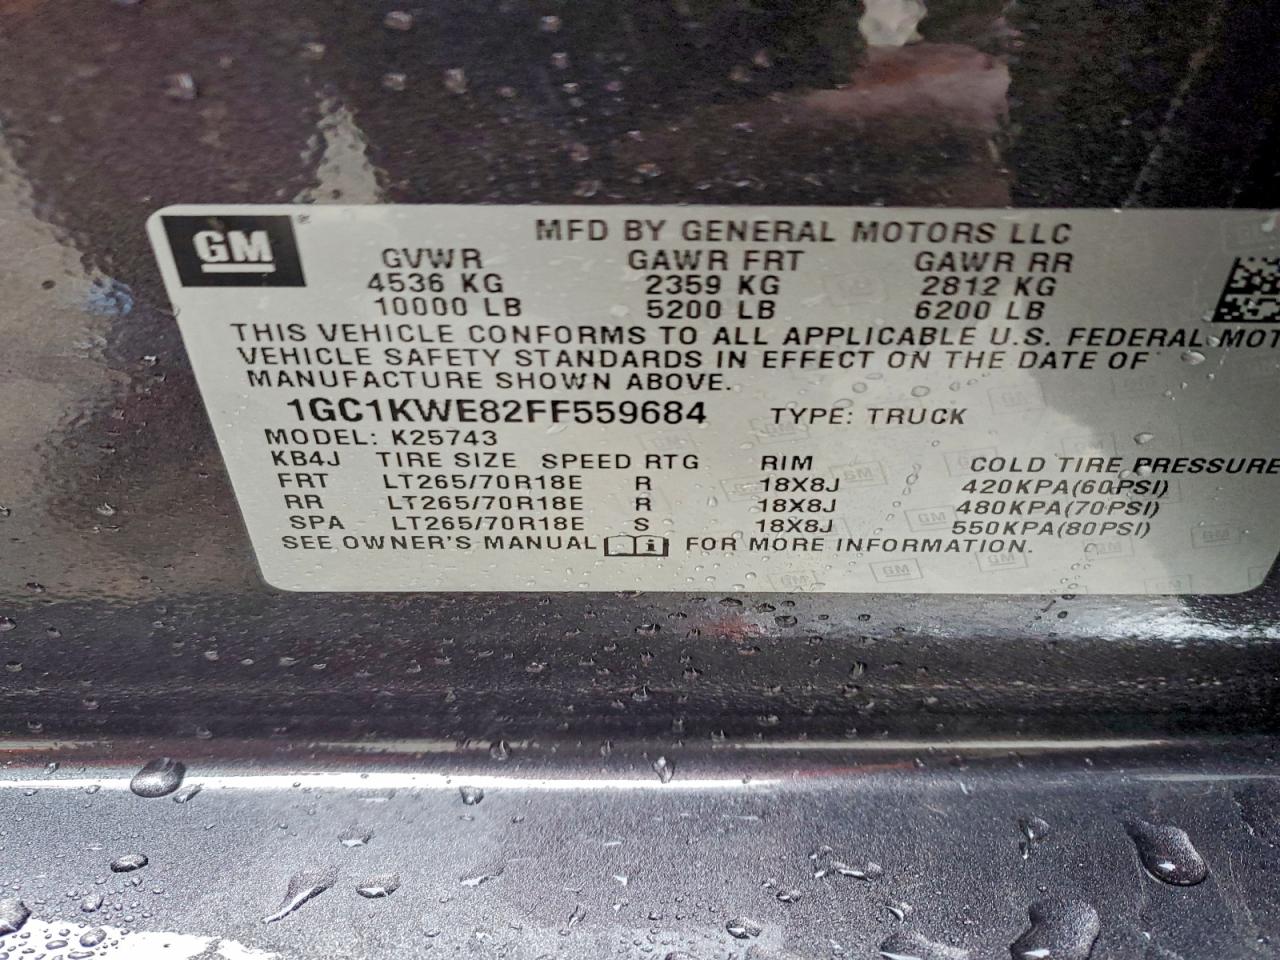 GM
MFD BY GENERAL MOTORS LLC
GVWR GAWR FRT GAWR RR
4536 KG 2359 KG 2812 KG
10000 LB 5200 LB 6200 LB
THIS VEHICLE CONFORMS TO ALL APPLICABLE U.S. FEDERAL MOT
VEHICLE SAFETY STANDARDS IN EFFECT ON THE DATE OF
MANUFACTURE SHOWN ABOVE.
1GC1KWE82FF559684 TYPE: TRUCK
MODEL: K25743
KB4J TIRE SIZE SPEED RTG RIM COLD TIRE PRESSURE
FRT LT265/70R18E R 18X8J 420KPA(60PSI)
RR LT265/70R18E R 18X8J 480KPA(70PSI)
SPA LT265/70R18E S 18X8J 550KPA(80PSI)
SEE OWNER'S MANUAL i FOR MORE INFORMATION.